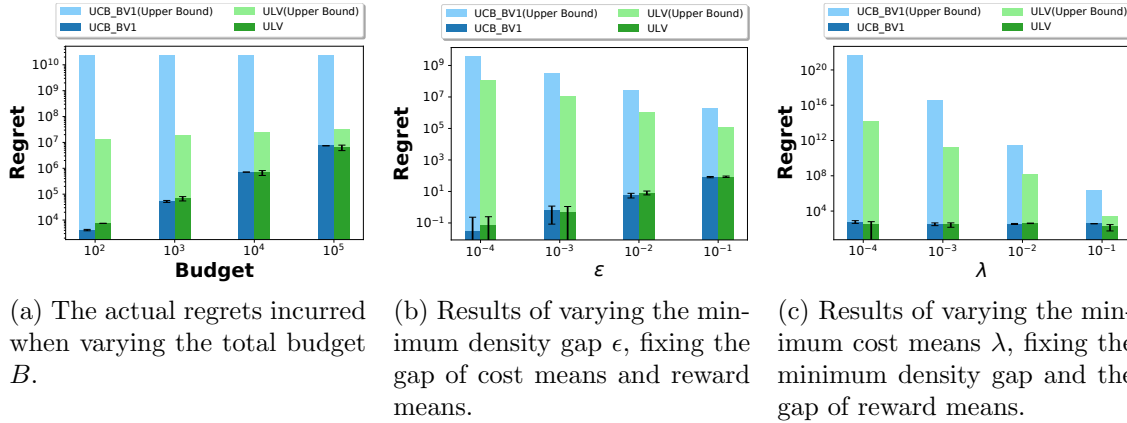 UCB_BV1(Upper Bound) ULV(Upper Bound)
UCB_BV1 ULV
Regret
10^10
10^9
10^8
10^7
10^6
10^5
10^4
10^2 10^3 10^4 10^5
Budget
(a) The actual regrets incurred
when varying the total budget
B.
UCB_BV1(Upper Bound) ULV(Upper Bound)
UCB_BV1 ULV
Regret
10^9
10^7
10^5
10^3
10^1
10^−1
10^−4 10^−3 10^−2 10^−1
ε
(b) Results of varying the min-
imum density gap ϵ, fixing the
gap of cost means and reward
means.
UCB_BV1(Upper Bound) ULV(Upper Bound)
UCB_BV1 ULV
Regret
10^20
10^16
10^12
10^8
10^4
10^−4 10^−3 10^−2 10^−1
λ
(c) Results of varying the min-
imum cost means λ, fixing the
minimum density gap and the
gap of reward means.